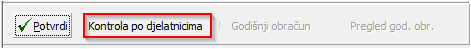 Potvrdi Kontrola po djelatnicima Godišnji obračun Pregled god. obr.